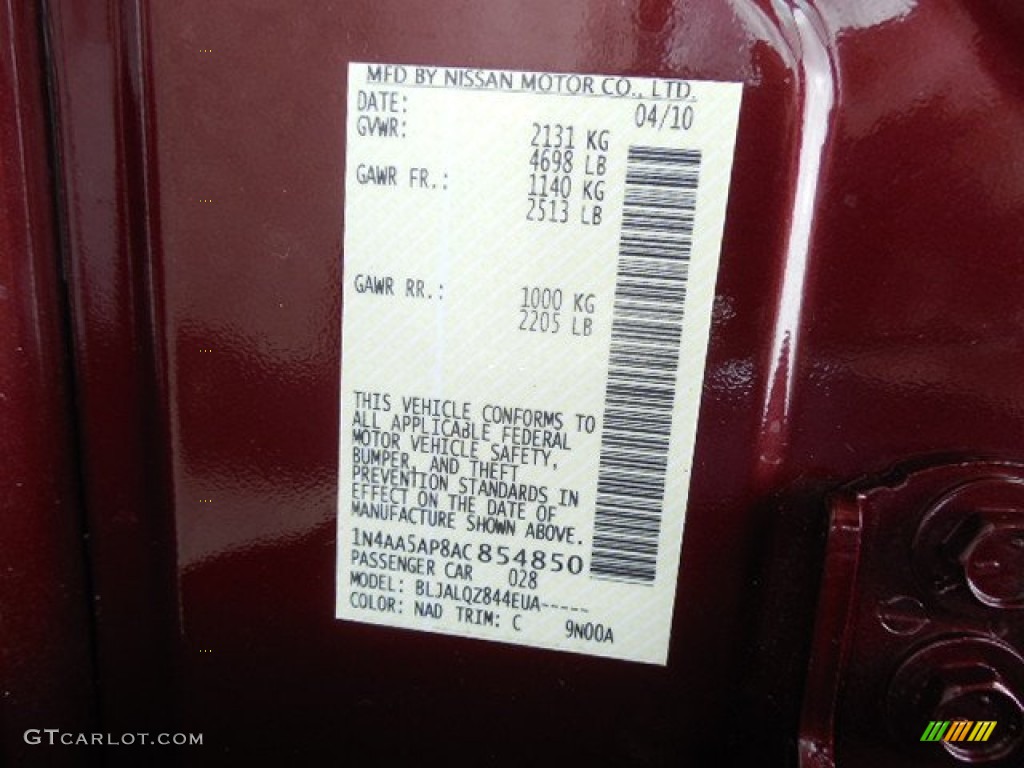 MFD BY NISSAN MOTOR CO., LTD.
DATE: 04/10
GVWR: 2131 KG
4698 LB
GAWR FR.: 1140 KG
2513 LB
GAWR RR.: 1000 KG
2205 LB
THIS VEHICLE CONFORMS TO
ALL APPLICABLE FEDERAL
MOTOR VEHICLE SAFETY,
BUMPER, AND THEFT
PREVENTION STANDARDS IN
EFFECT ON THE DATE OF
MANUFACTURE SHOWN ABOVE.
1N4AA5AP8AC854850
PASSENGER CAR 028
MODEL: BLJALQZ844EUA-----
COLOR: NAD TRIM: C 9N00A
GTCARLOT.COM